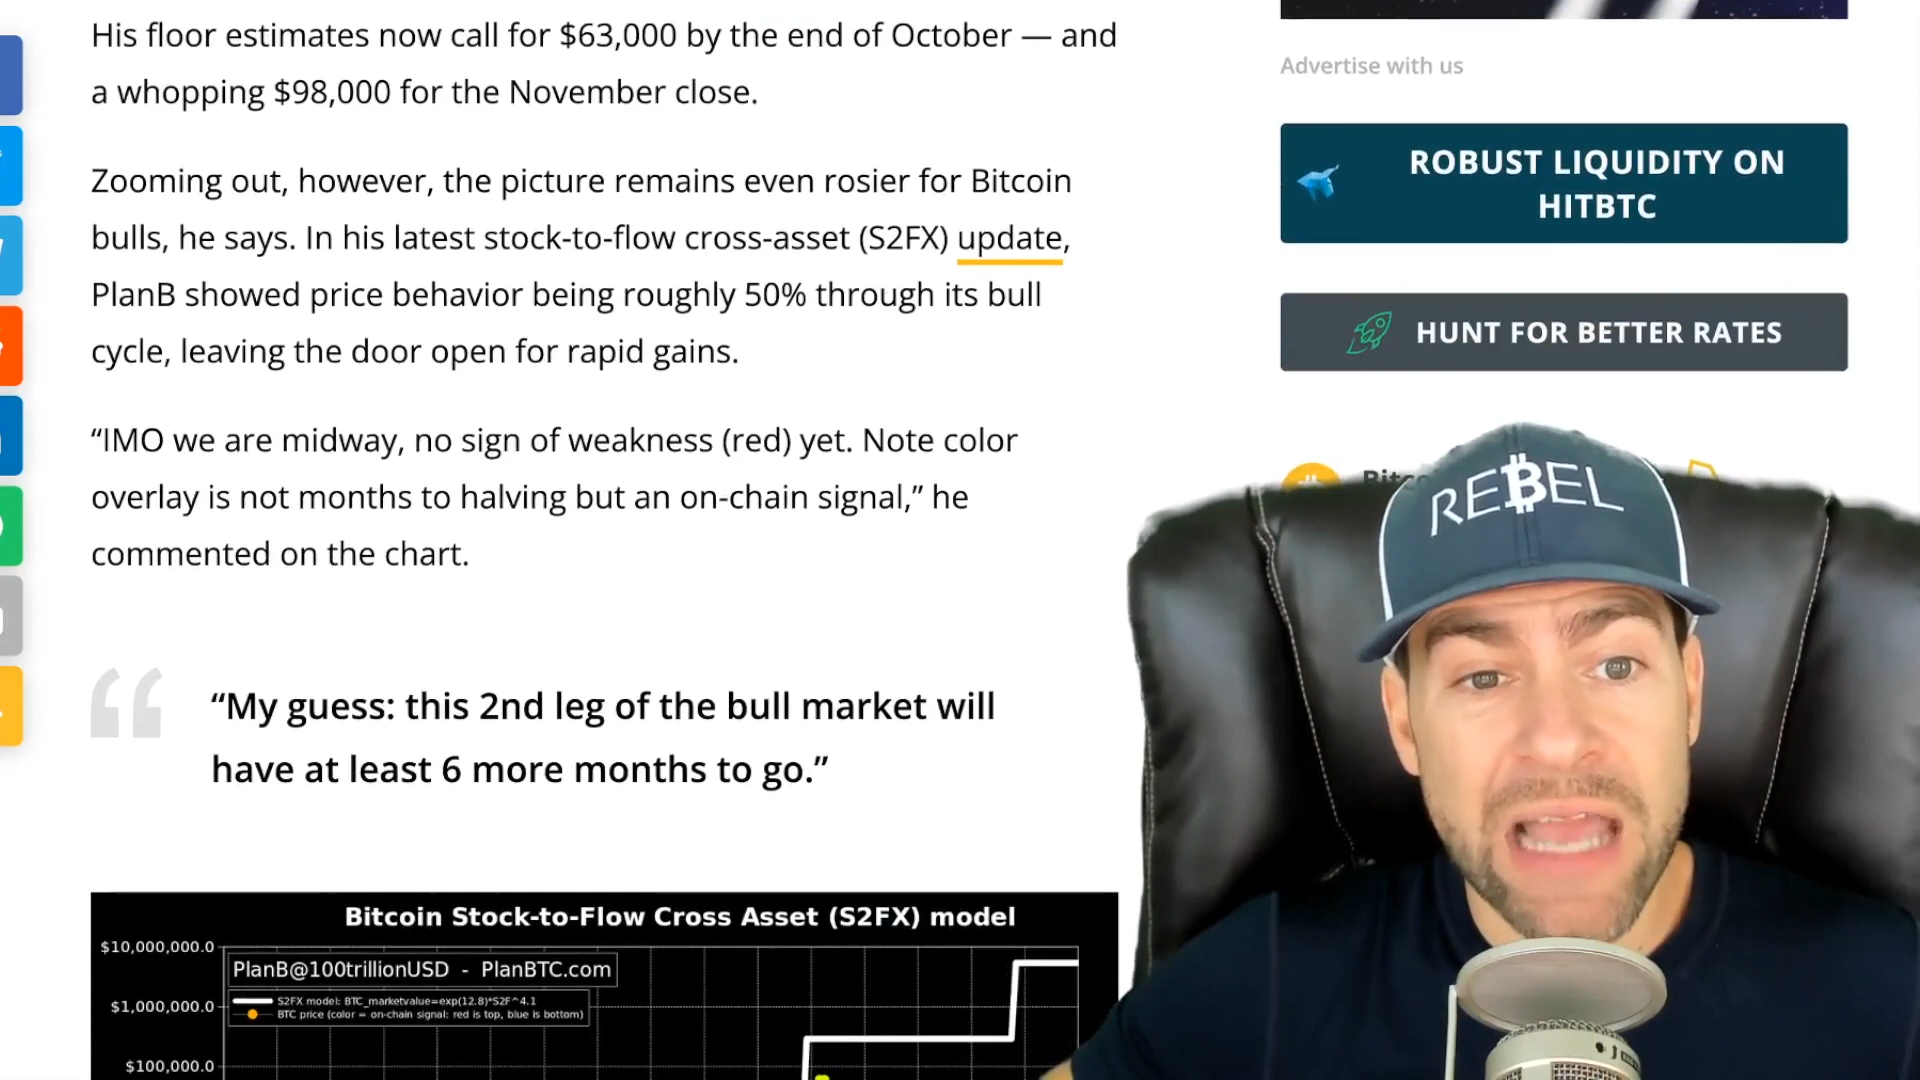 His floor estimates now call for $63,000 by the end of October — and
a whopping $98,000 for the November close.
Zooming out, however, the picture remains even rosier for Bitcoin
bulls, he says. In his latest stock-to-flow cross-asset (S2FX) update,
PlanB showed price behavior being roughly 50% through its bull
cycle, leaving the door open for rapid gains.
“IMO we are midway, no sign of weakness (red) yet. Note color
overlay is not months to halving but an on-chain signal,” he
commented on the chart.
“My guess: this 2nd leg of the bull market will
have at least 6 more months to go.”
Bitcoin Stock-to-Flow Cross Asset (S2FX) model
$10,000,000.0
PlanB@100trillionUSD - PlanBTC.com
S2FX model: BTC_marketvalue=exp(12.8)*S2F^4.1
$1,000,000.0
BTC price (color = on-chain signal: red is top, blue is bottom)
$100,000.0
Advertise with us
ROBUST LIQUIDITY ON
HITBTC
HUNT FOR BETTER RATES
REBEL